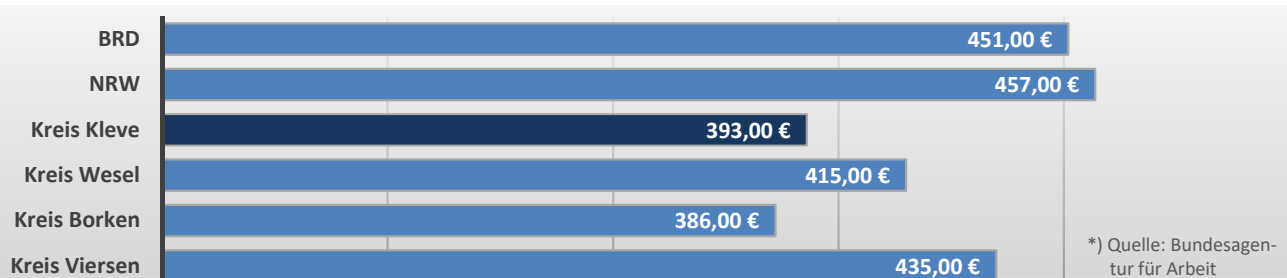 BRD 451,00 €
NRW 457,00 €
Kreis Kleve 393,00 €
Kreis Wesel 415,00 €
Kreis Borken 386,00 €
Kreis Viersen 435,00 €
*) Quelle: Bundesagen-
tur für Arbeit